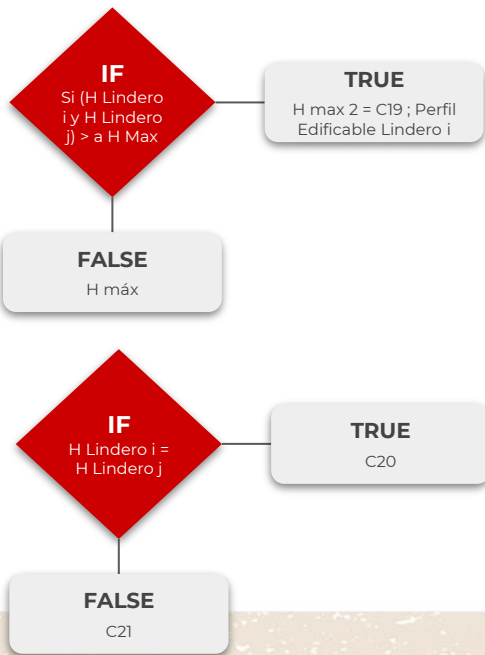 IF
Si (H Lindero
i y H Lindero
j) > a H Max
TRUE
H max 2 = C19 ; Perfil
Edificable Lindero i
FALSE
H máx
IF
H Lindero i =
H Lindero j
TRUE
C20
FALSE
C21